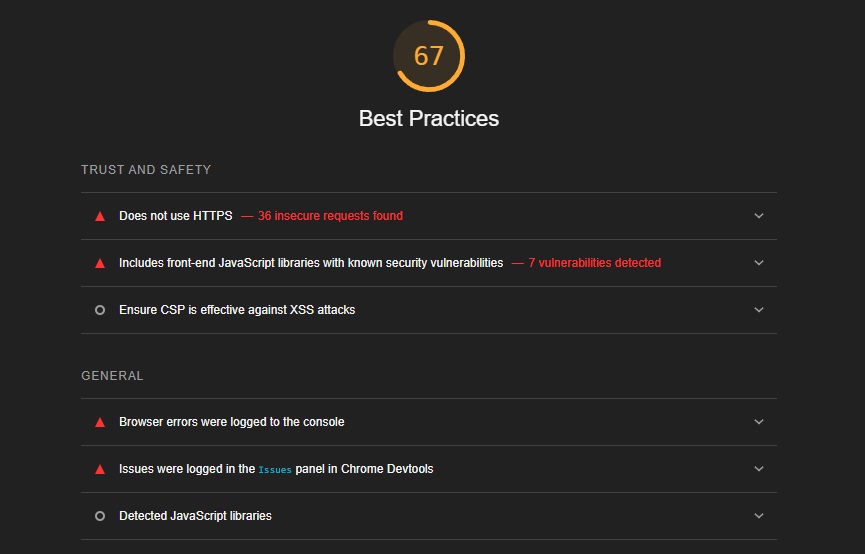 67
Best Practices
TRUST AND SAFETY
Does not use HTTPS — 36 insecure requests found
Includes front-end JavaScript libraries with known security vulnerabilities — 7 vulnerabilities detected
Ensure CSP is effective against XSS attacks
GENERAL
Browser errors were logged to the console
Issues were logged in the Issues panel in Chrome Devtools
Detected JavaScript libraries